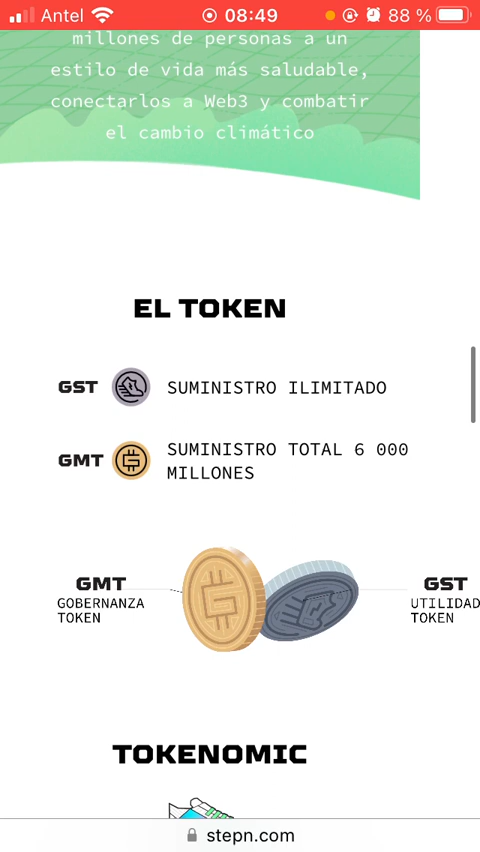 Antel 08:49 88 %
millones de personas a un
estilo de vida más saludable,
conectarlos a Web3 y combatir
el cambio climático
EL TOKEN
GST SUMINISTRO ILIMITADO
GMT SUMINISTRO TOTAL 6 000
MILLONES
GMT
GOBERNANZA
TOKEN
GST
UTILIDAD
TOKEN
TOKENOMIC
stepn.com